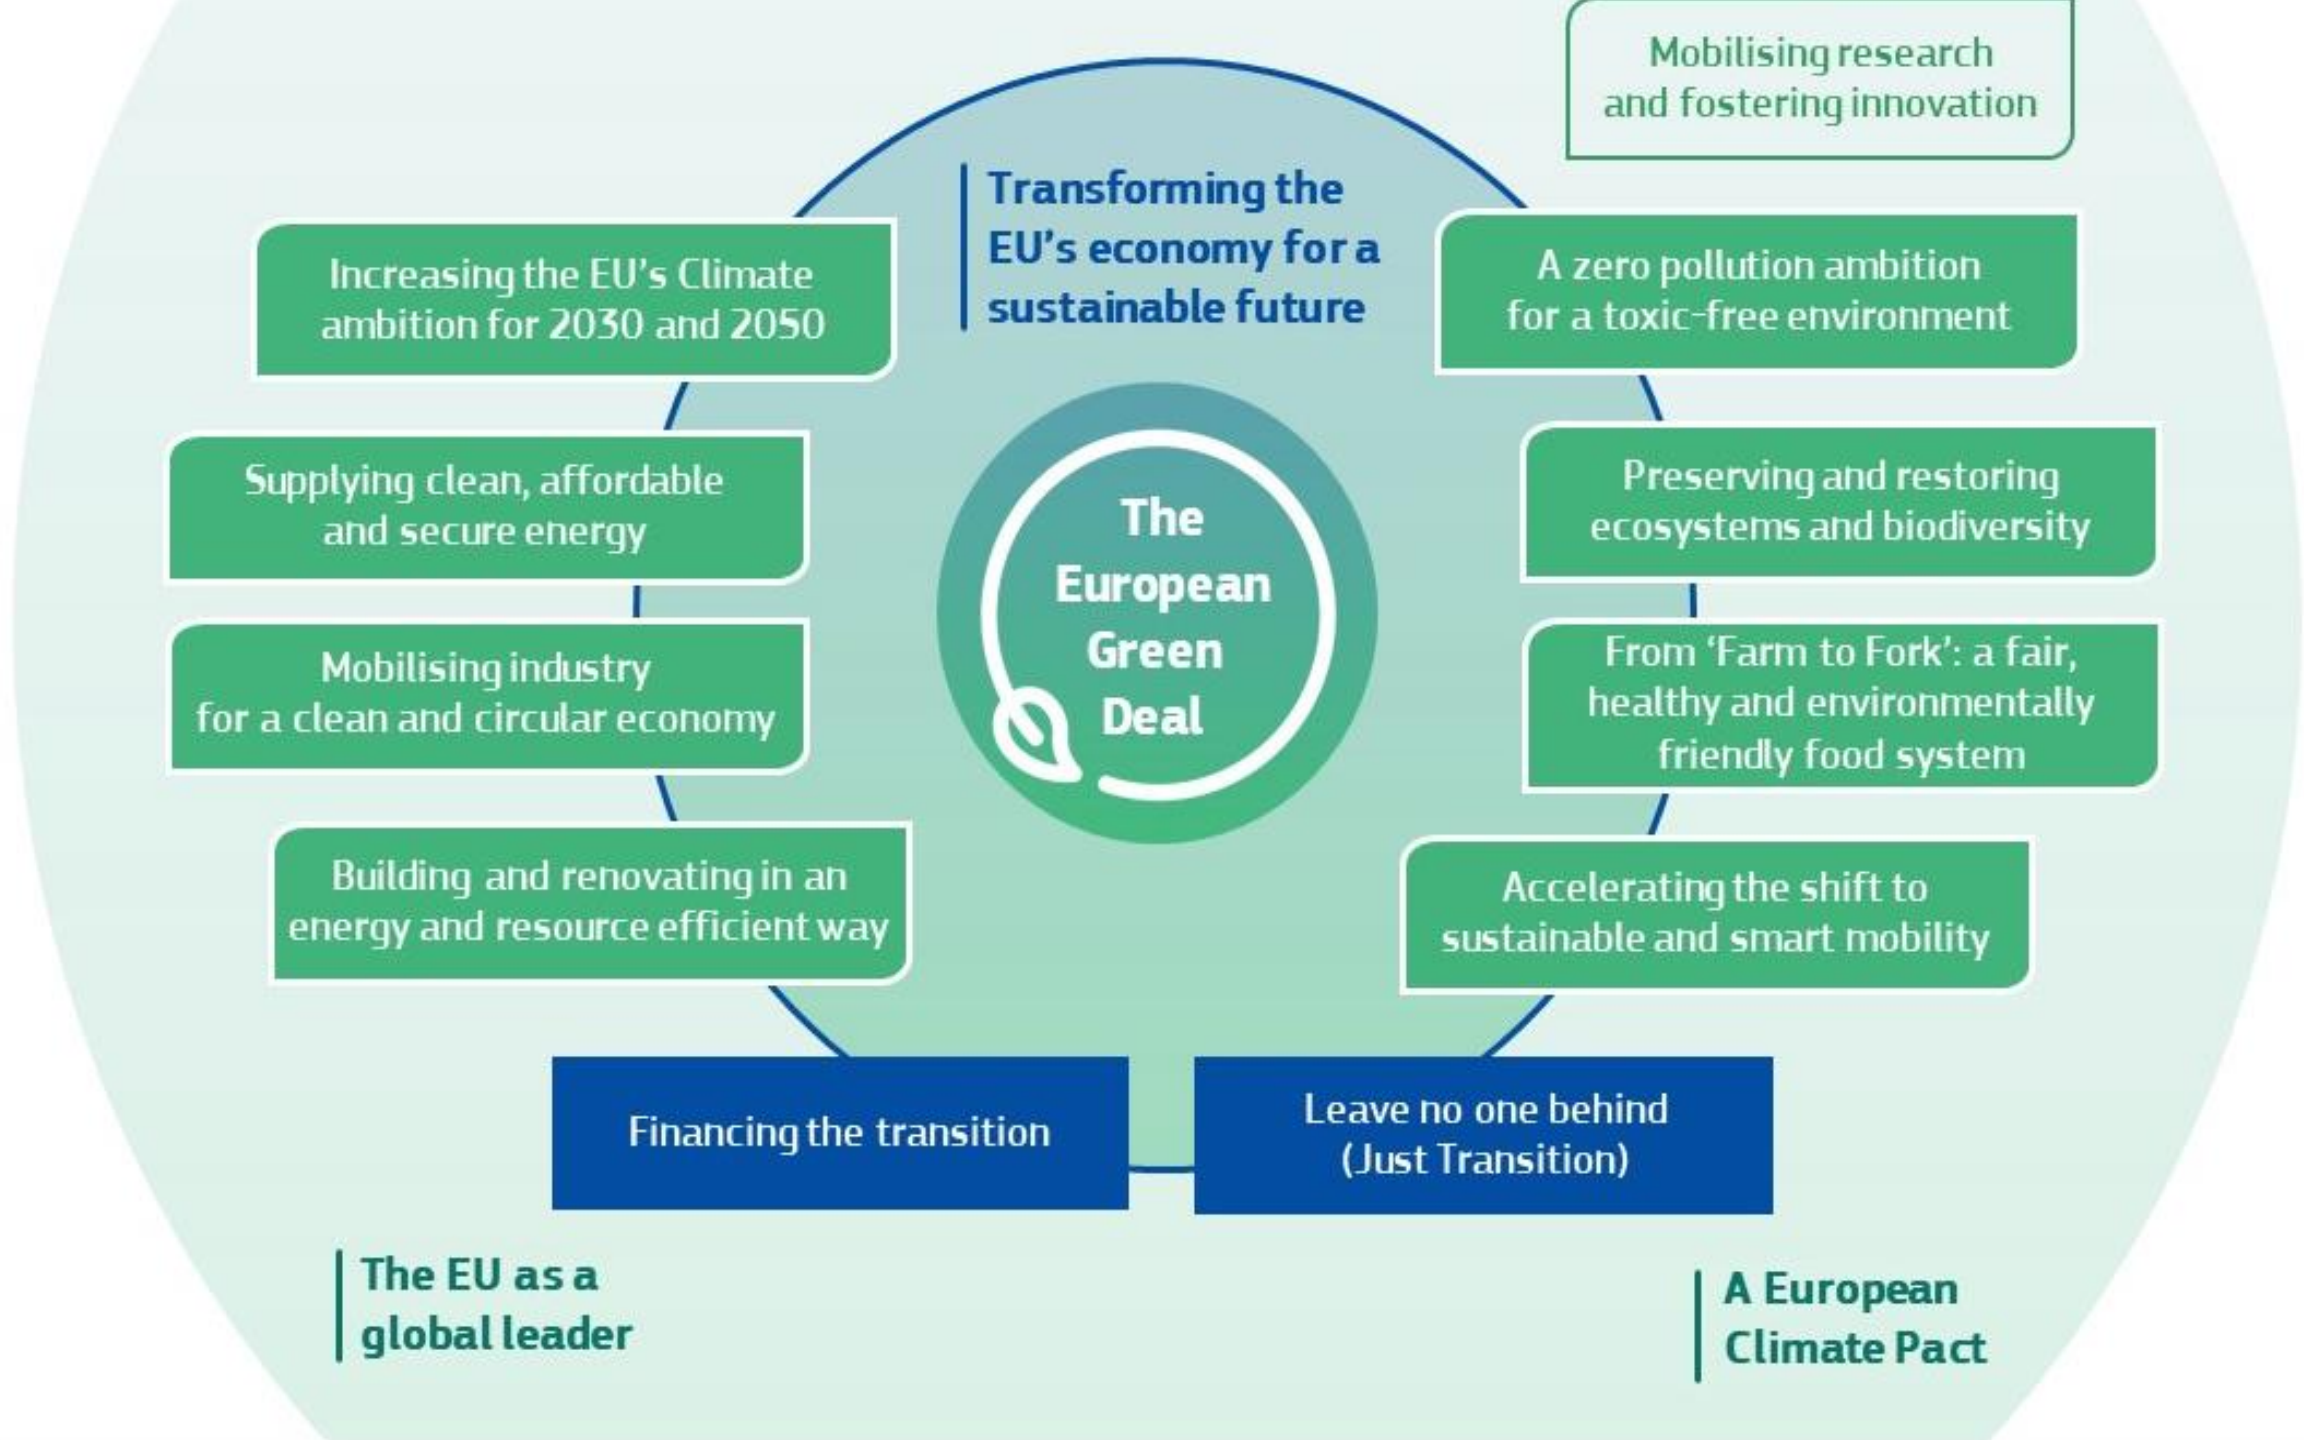 Mobilising research
and fostering innovation
Transforming the
EU's economy for a
sustainable future
Increasing the EU's Climate
ambition for 2030 and 2050
A zero pollution ambition
for a toxic-free environment
Supplying clean, affordable
and secure energy
Preserving and restoring
ecosystems and biodiversity
The
European
Green
Deal
Mobilising industry
for a clean and circular economy
From ‘Farm to Fork’: a fair,
healthy and environmentally
friendly food system
Building and renovating in an
energy and resource efficient way
Accelerating the shift to
sustainable and smart mobility
Financing the transition
Leave no one behind
(Just Transition)
The EU as a
global leader
A European
Climate Pact